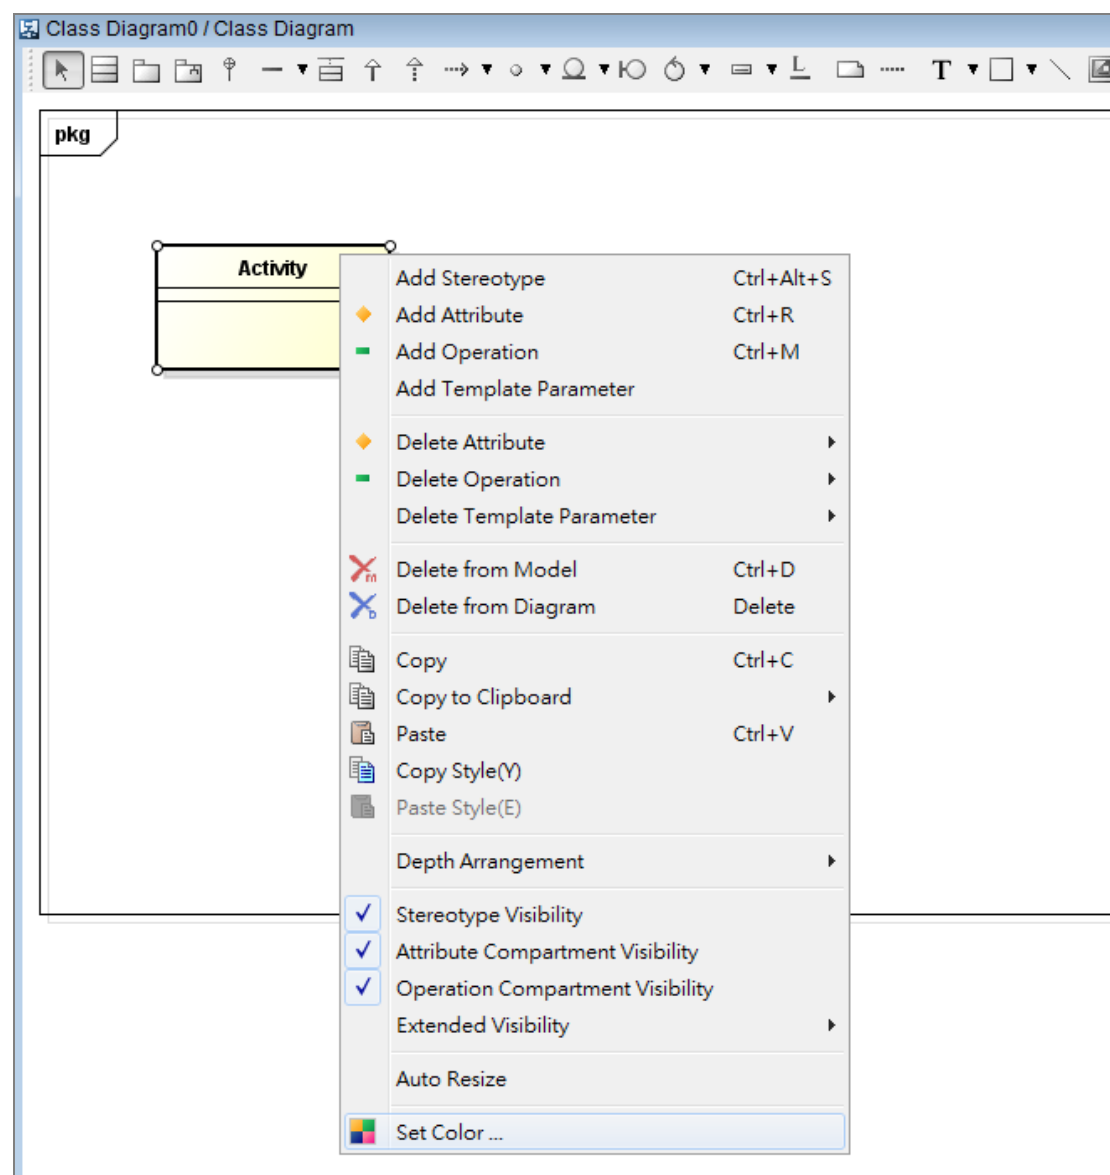 Class Diagram0 / Class Diagram
T
pkg
Activity
Add Stereotype Ctrl+Alt+S
Add Attribute Ctrl+R
Add Operation Ctrl+M
Add Template Parameter
Delete Attribute
Delete Operation
Delete Template Parameter
Delete from Model Ctrl+D
Delete from Diagram Delete
Copy Ctrl+C
Copy to Clipboard
Paste Ctrl+V
Copy Style(Y)
Paste Style(E)
Depth Arrangement
Stereotype Visibility
Attribute Compartment Visibility
Operation Compartment Visibility
Extended Visibility
Auto Resize
Set Color ...